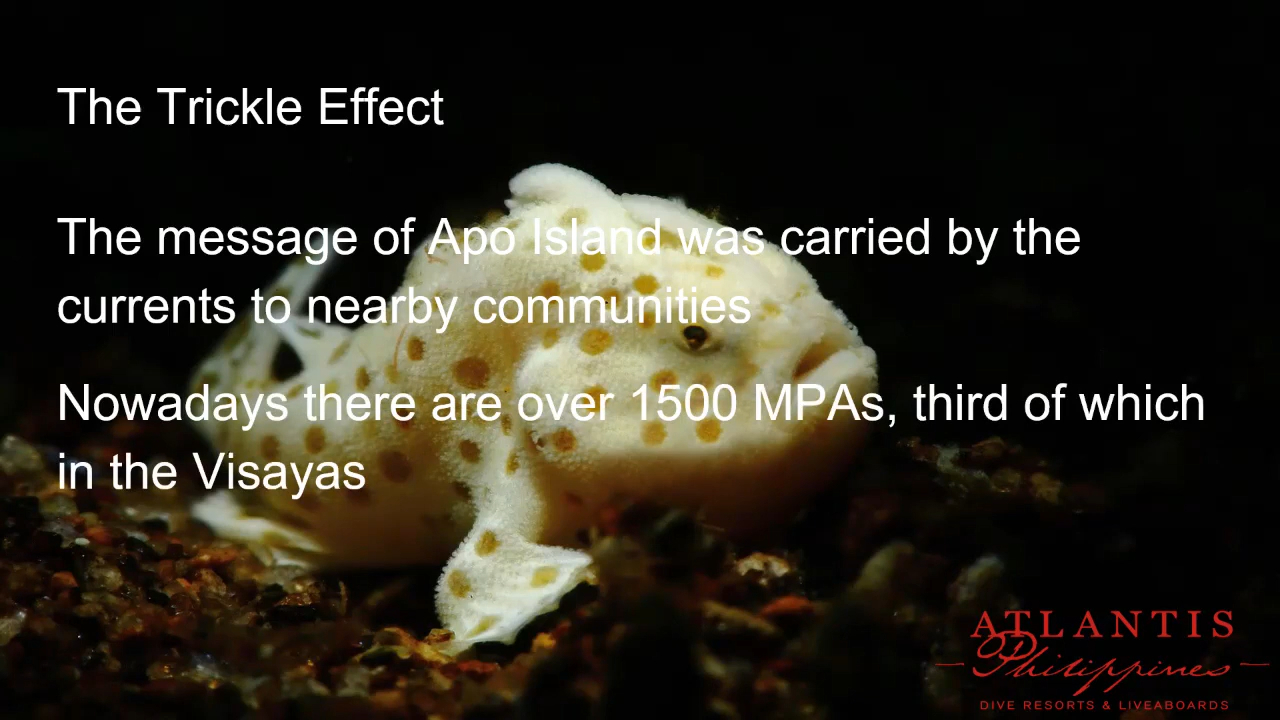 The Trickle Effect
The message of Apo Island was carried by the
currents to nearby communities
Nowadays there are over 1500 MPAs, third of which
in the Visayas
ATLANTIS
Philippines
DIVE RESORTS & LIVEABOARDS